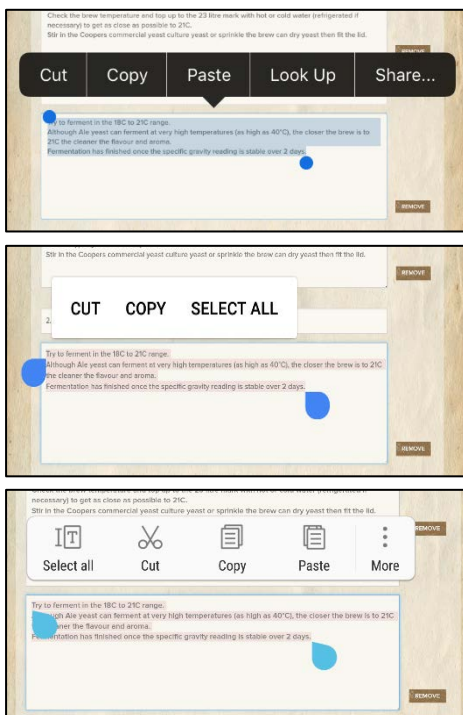 Check the brew temperature and top up to the 23 litre mark with hot or cold water (refrigerated if
necessary) to get as close as possible to 21C.
Stir in the Coopers commercial yeast culture yeast or sprinkle the brew can dry yeast then fit the lid.
REMOVE
Cut Copy Paste Look Up Share...
to ferment in the 18C to 21C range.
Although Ale yeast can ferment at very high temperatures (as high as 40°C), the closer the brew is to
21C the cleaner the flavour and aroma.
Fermentation has finished once the specific gravity reading is stable over 2 days.
REMOVE
Stir in the Coopers commercial yeast culture yeast or sprinkle the brew can dry yeast then fit the lid.
REMOVE
CUT COPY SELECT ALL
2.
Try to ferment in the 18C to 21C range.
Although Ale yeast can ferment at very high temperatures (as high as 40°C), the closer the brew is to 21C
the cleaner the flavour and aroma.
Fermentation has finished once the specific gravity reading is stable over 2 days.
REMOVE
necessary) to get as close as possible to 21C.
Stir in the Coopers commercial yeast culture yeast or sprinkle the brew can dry yeast then fit the lid.
REMOVE
Select all Cut Copy Paste More
Try to ferment in the 18C to 21C range.
Ale yeast can ferment at very high temperatures (as high as 40°C), the closer the brew is to 21C
the flavour and aroma.
has finished once the specific gravity reading is stable over 2 days.
REMOVE